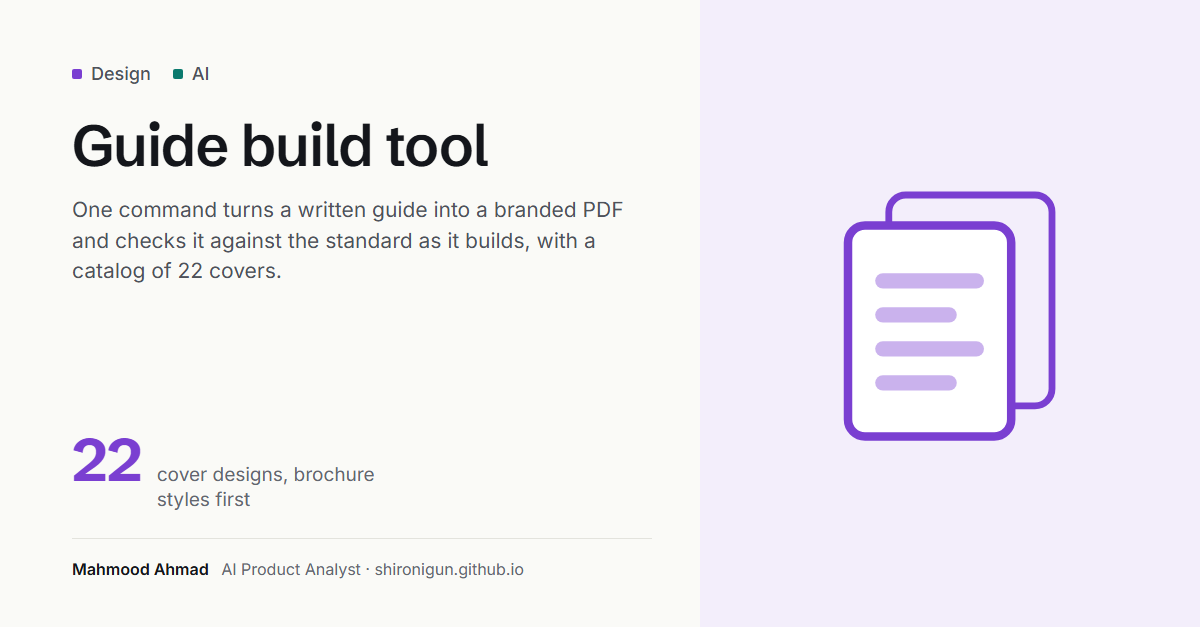 Design AI
Guide build tool
One command turns a written guide into a branded PDF
and checks it against the standard as it builds, with a
catalog of 22 covers.
22 cover designs, brochure
styles first
Mahmood Ahmad AI Product Analyst · shironigun.github.io